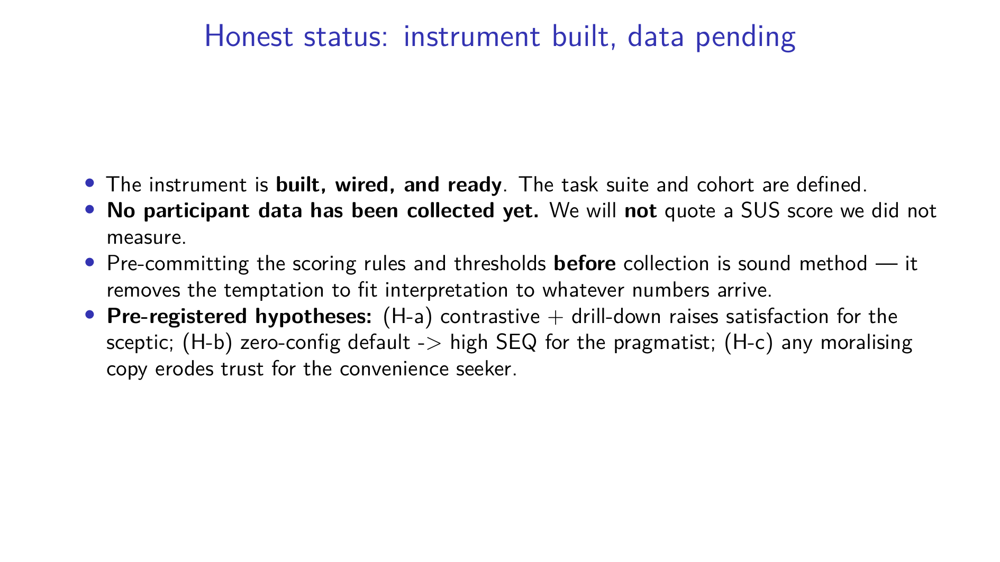 Honest status: instrument built, data pending
• The instrument is built, wired, and ready. The task suite and cohort are defined.
• No participant data has been collected yet. We will not quote a SUS score we did not
measure.
• Pre-committing the scoring rules and thresholds before collection is sound method — it
removes the temptation to fit interpretation to whatever numbers arrive.
• Pre-registered hypotheses: (H-a) contrastive + drill-down raises satisfaction for the
sceptic; (H-b) zero-config default -> high SEQ for the pragmatist; (H-c) any moralising
copy erodes trust for the convenience seeker.